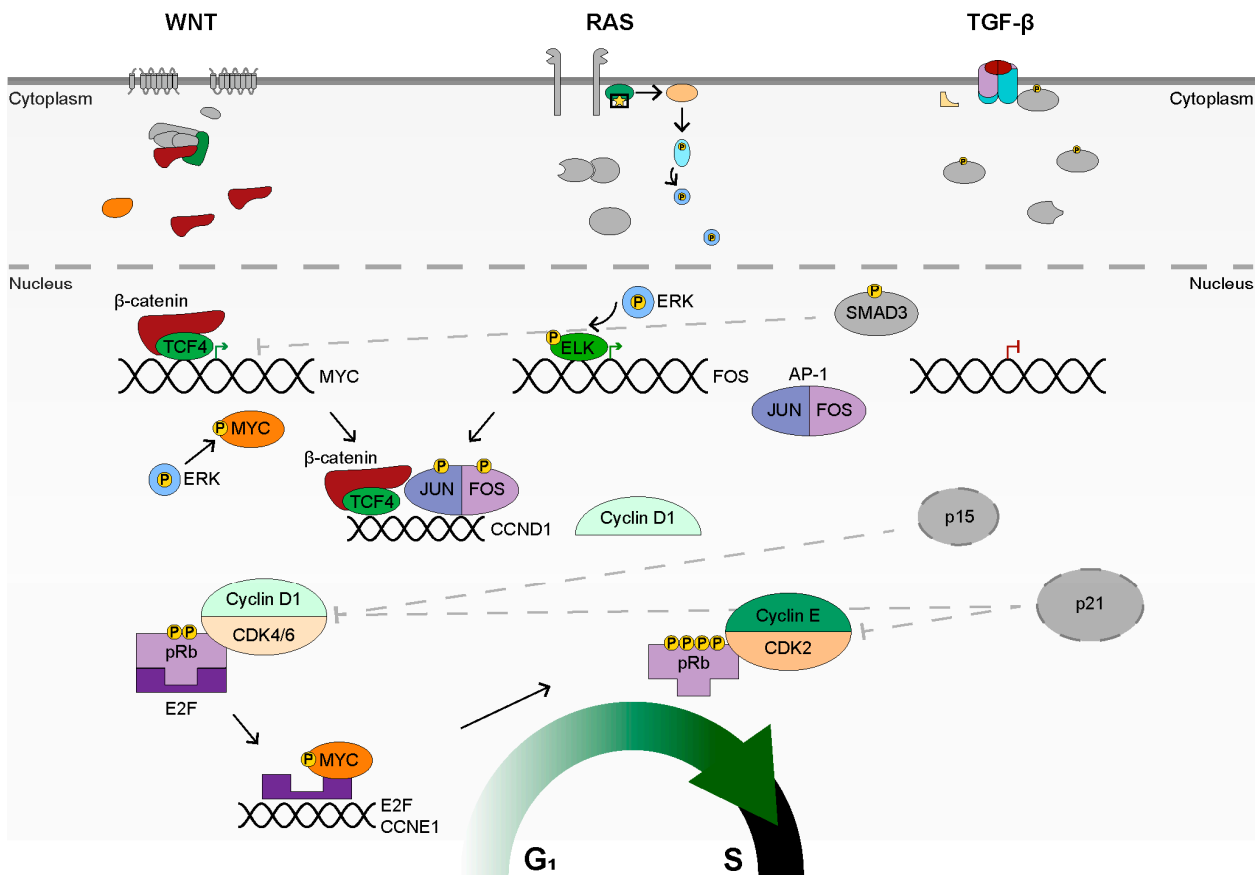 WNT
RAS
TGF-β
Cytoplasm
Cytoplasm
P
P
P
P
P
P
Nucleus
Nucleus
β-catenin
TCF4
MYC
P
ERK
P
ELK
FOS
P
SMAD3
AP-1
JUN FOS
P
MYC
P
ERK
β-catenin
TCF4
P
P
JUN FOS
CCND1
Cyclin D1
p15
p21
Cyclin D1
CDK4/6
P P
pRb
E2F
Cyclin E
CDK2
P P P P
pRb
P
MYC
E2F
CCNE1
G₁
S